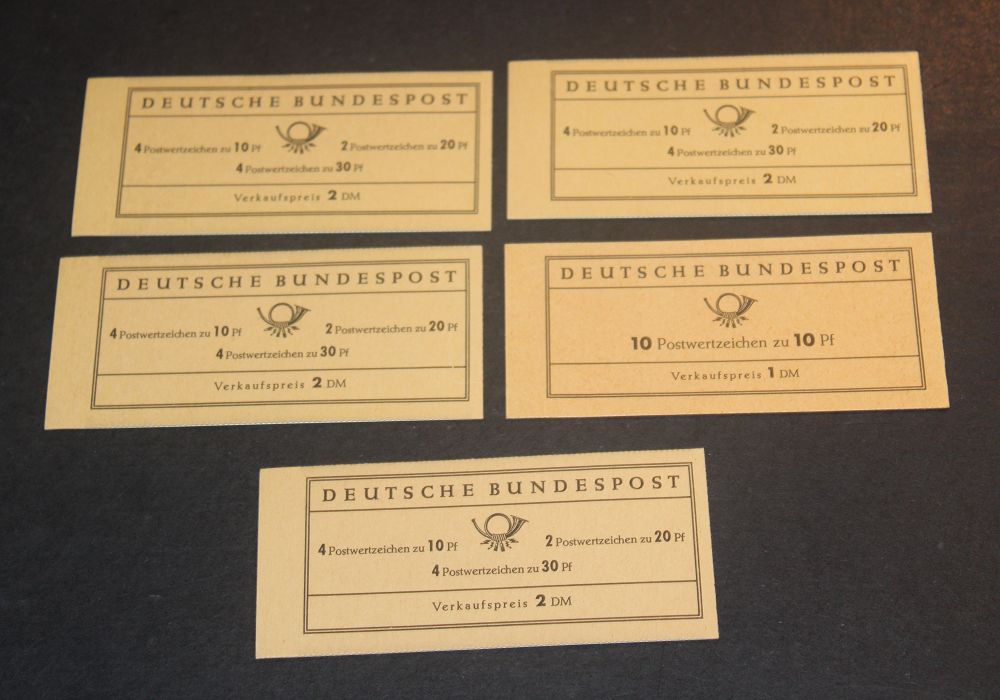 DEUTSCHE BUNDESPOST
4 Postwertzeichen zu 10 Pf 2 Postwertzeichen zu 20 Pf
4 Postwertzeichen zu 30 Pf
Verkaufspreis 2 DM
DEUTSCHE BUNDESPOST
4 Postwertzeichen zu 10 Pf 2 Postwertzeichen zu 20 Pf
4 Postwertzeichen zu 30 Pf
Verkaufspreis 2 DM
DEUTSCHE BUNDESPOST
4 Postwertzeichen zu 10 Pf 2 Postwertzeichen zu 20 Pf
4 Postwertzeichen zu 30 Pf
Verkaufspreis 2 DM
DEUTSCHE BUNDESPOST
10 Postwertzeichen zu 10 Pf
Verkaufspreis 1 DM
DEUTSCHE BUNDESPOST
4 Postwertzeichen zu 10 Pf 2 Postwertzeichen zu 20 Pf
4 Postwertzeichen zu 30 Pf
Verkaufspreis 2 DM